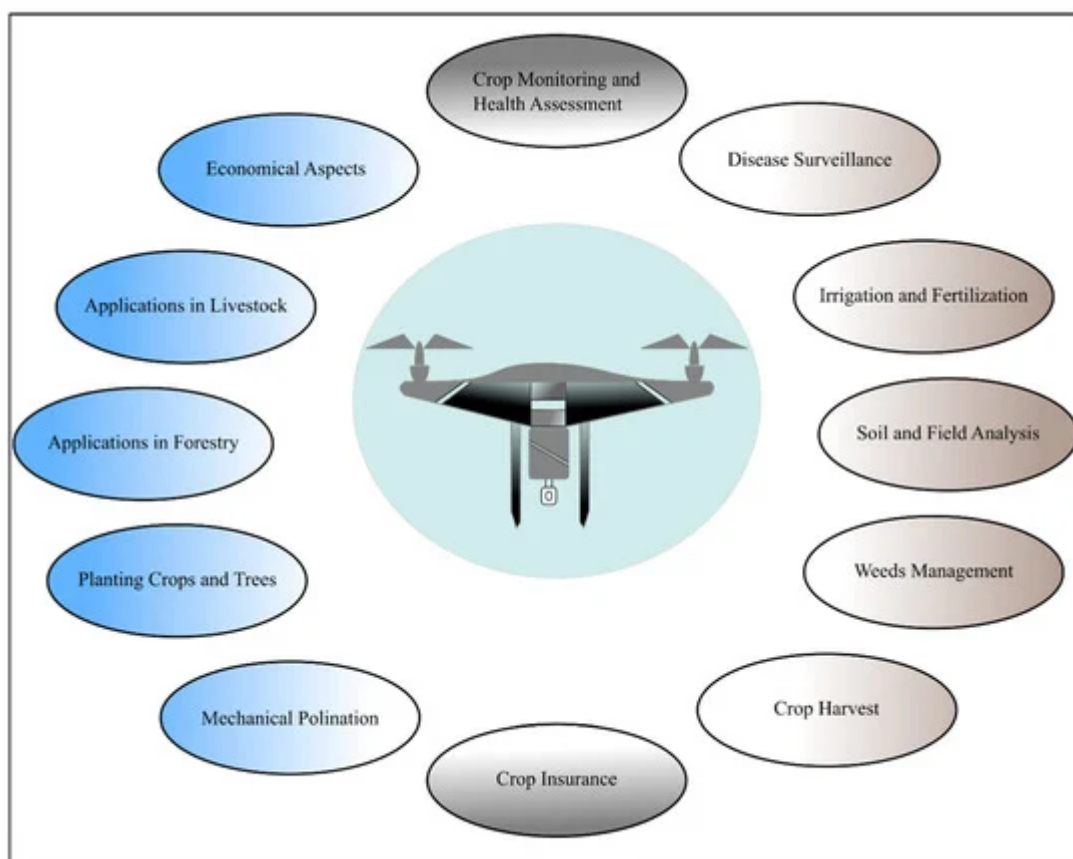 Crop Monitoring and
Health Assessment
Economical Aspects
Disease Surveillance
Applications in Livestock
Irrigation and Fertilization
Applications in Forestry
Soil and Field Analysis
Planting Crops and Trees
Weeds Management
Mechanical Polination
Crop Harvest
Crop Insurance